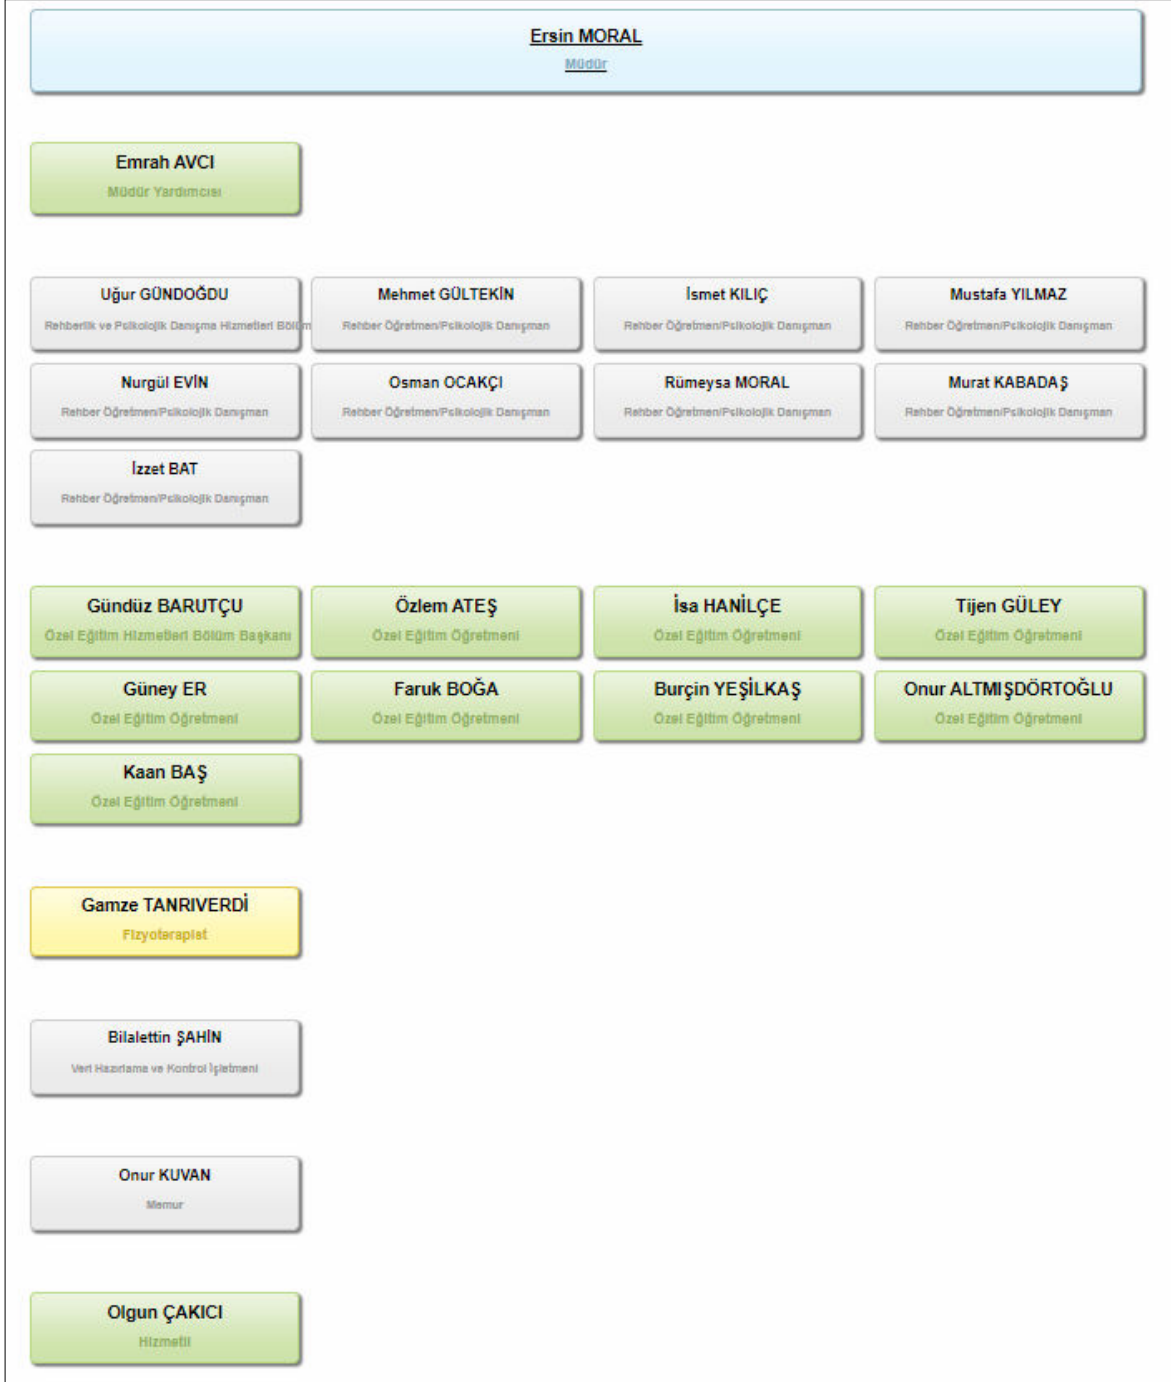 Ersin MORAL
Müdür
Emrah AVCI
Müdür Yardımcısı
Uğur GÜNDOĞDU
Rehberlik ve Psikolojik Danışma Hizmetleri Bölüm
Mehmet GÜLTEKİN
Rehber Öğretmen/Psikolojik Danışman
İsmet KILIÇ
Rehber Öğretmen/Psikolojik Danışman
Mustafa YILMAZ
Rehber Öğretmen/Psikolojik Danışman
Nurgül EVİN
Rehber Öğretmen/Psikolojik Danışman
Osman OCAKÇI
Rehber Öğretmen/Psikolojik Danışman
Rümeysa MORAL
Rehber Öğretmen/Psikolojik Danışman
Murat KABADAŞ
Rehber Öğretmen/Psikolojik Danışman
İzzet BAT
Rehber Öğretmen/Psikolojik Danışman
Gündüz BARUTÇU
Özel Eğitim Hizmetleri Bölüm Başkanı
Özlem ATEŞ
Özel Eğitim Öğretmeni
İsa HANİLÇE
Özel Eğitim Öğretmeni
Tijen GÜLEY
Özel Eğitim Öğretmeni
Güney ER
Özel Eğitim Öğretmeni
Faruk BOĞA
Özel Eğitim Öğretmeni
Burçin YEŞİLKAŞ
Özel Eğitim Öğretmeni
Onur ALTMIŞDÖRTOĞLU
Özel Eğitim Öğretmeni
Kaan BAŞ
Özel Eğitim Öğretmeni
Gamze TANRIVERDİ
Fizyoterapist
Bilalettin ŞAHİN
Veri Hazırlama ve Kontrol İşletmeni
Onur KUVAN
Memur
Olgun ÇAKICI
Hizmetli